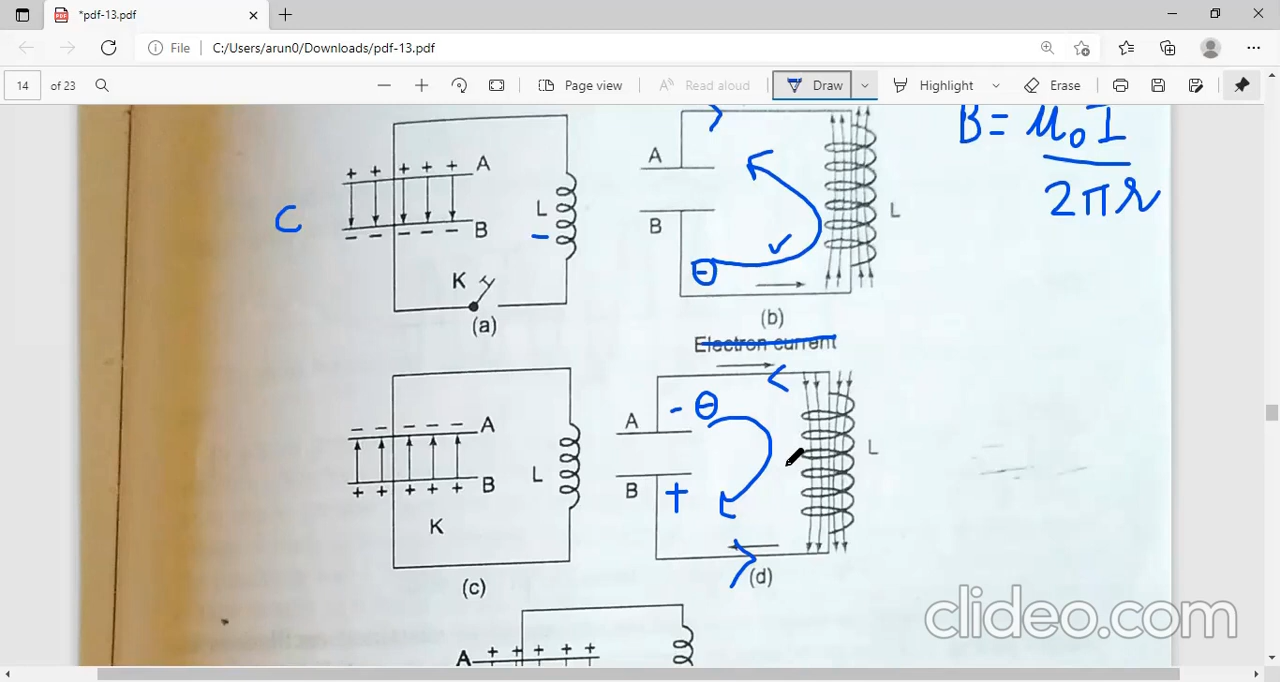 *pdf-13.pdf
File
C:/Users/arun0/Downloads/pdf-13.pdf
14 of 23
Page view
Read aloud
Draw
Highlight
Erase
C
+ + + + + A
- - - - - B
L
-
K
(a)
A
B
θ
L
(b)
B = μ₀I
2πr
Electron current
- - - - - A
+ + + + + B
L
K
(c)
A
- θ
B
+
L
(d)
A + + + + +
clideo.com